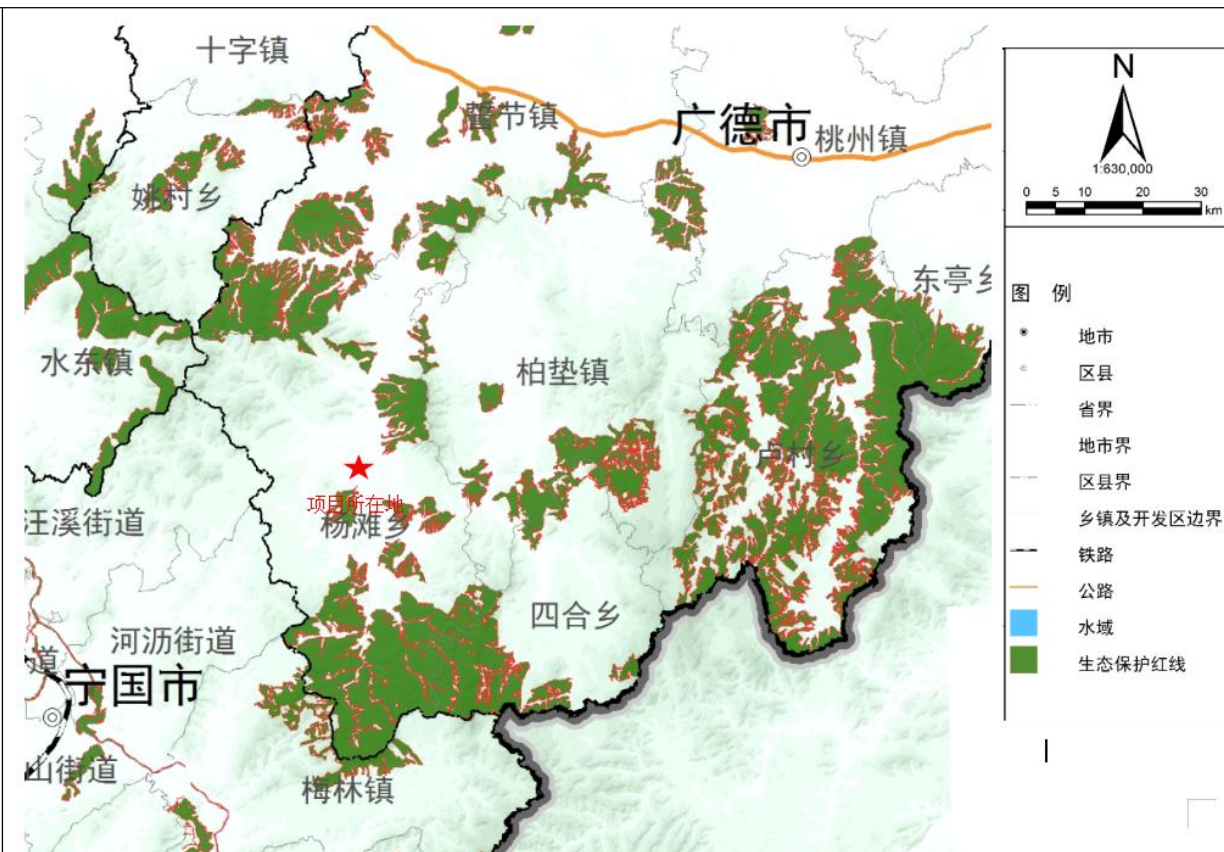 十字镇
誓节镇
广德市
桃州镇
姚村乡
东亭乡
水东镇
柏垫镇
卢村乡
项目所在地
杨滩乡
汪溪街道
四合乡
河沥街道
道
宁国市
山街道
梅林镇
N
1:630,000
0 5 10 20 30
km
图 例
地市
区县
省界
地市界
区县界
乡镇及开发区边界
铁路
公路
水域
生态保护红线